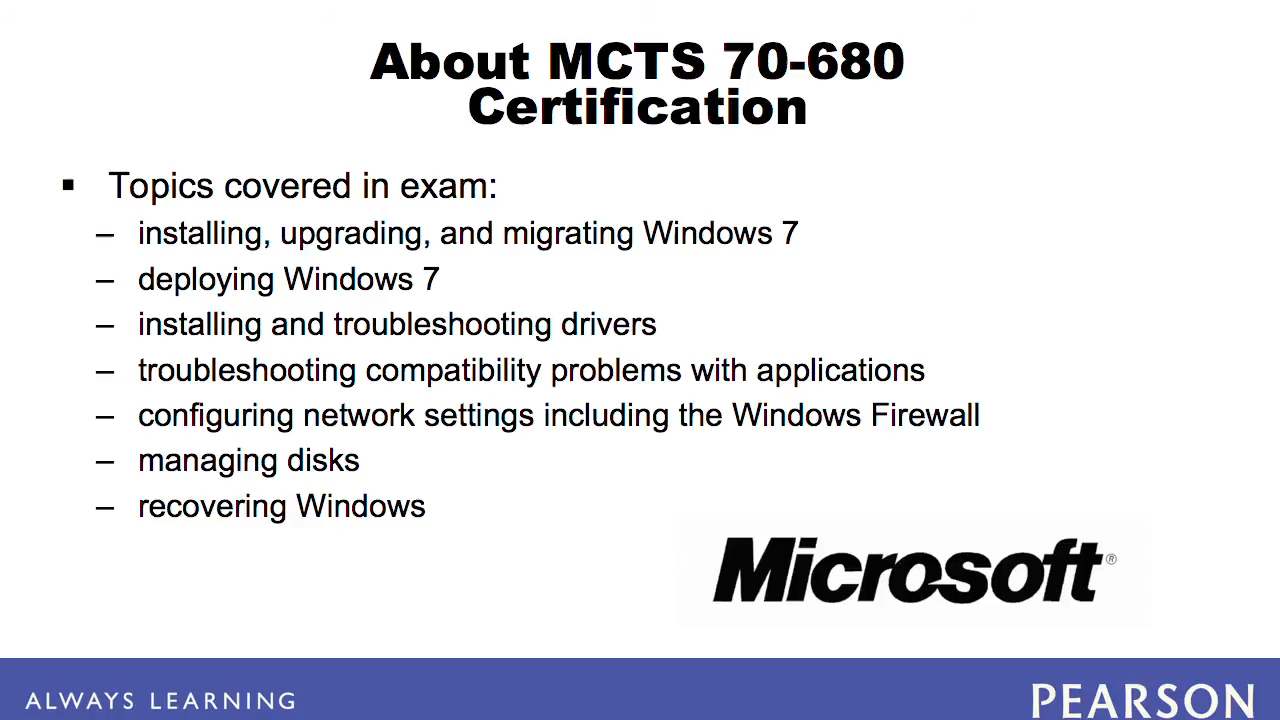 About MCTS 70-680
Certification
▪ Topics covered in exam:
– installing, upgrading, and migrating Windows 7
– deploying Windows 7
– installing and troubleshooting drivers
– troubleshooting compatibility problems with applications
– configuring network settings including the Windows Firewall
– managing disks
– recovering Windows
Microsoft®
ALWAYS LEARNING
PEARSON